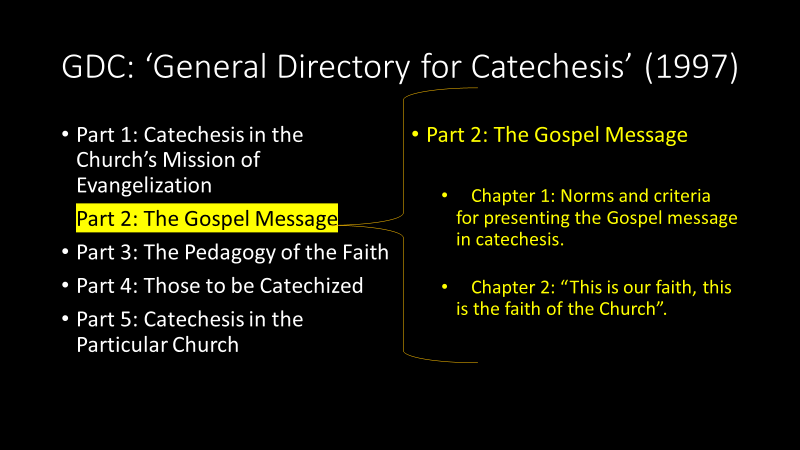 GDC: ‘General Directory for Catechesis’ (1997)
• Part 1: Catechesis in the
Church’s Mission of
Evangelization
Part 2: The Gospel Message
• Part 3: The Pedagogy of the Faith
• Part 4: Those to be Catechized
• Part 5: Catechesis in the
Particular Church
• Part 2: The Gospel Message
• Chapter 1: Norms and criteria
for presenting the Gospel message
in catechesis.
• Chapter 2: “This is our faith, this
is the faith of the Church”.